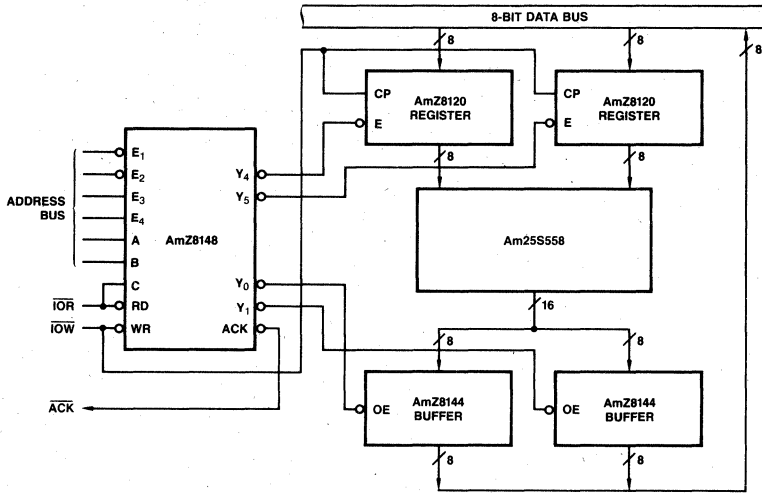 8-BIT DATA BUS
8
8
8
CP
AmZ8120
REGISTER
E
CP
AmZ8120
REGISTER
E
8
8
ADDRESS
BUS
E1
E2
E3
E4
A
B
C
RD
WR
AmZ8148
Y4
Y5
Y0
Y1
ACK
IOR
IOW
ACK
Am25S558
16
8
8
OE
AmZ8144
BUFFER
OE
AmZ8144
BUFFER
8
8